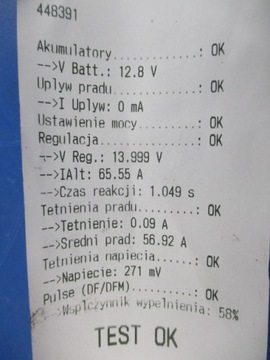 448391
Akumulatory..........: OK
-->V Batt.: 12.8 V
Uplyw pradu..........: OK
-->I Uplyw: 0 mA
Ustawienie mocy......: OK
Regulacja............: OK
-->V Reg.: 13.999 V
-->IAlt: 65.55 A
-->Czas reakcji: 1.049 s
Tetnienia pradu......: OK
-->Tetnienie: 0.09 A
-->Sredni prad: 56.92 A
Tetnienia napiecia...: OK
-->Napiecie: 271 mV
Pulse (DF/DFM).......: OK
-->Wsplczynnik wypelnienia: 58%
TEST OK